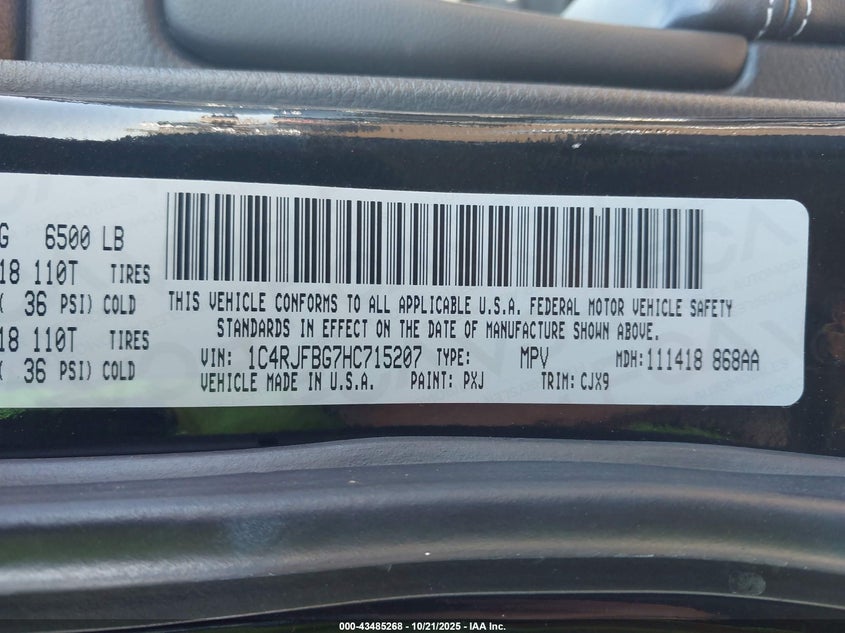 G 6500 LB
18 110T TIRES
( 36 PSI) COLD
18 110T TIRES
( 36 PSI) COLD
THIS VEHICLE CONFORMS TO ALL APPLICABLE U.S.A. FEDERAL MOTOR VEHICLE SAFETY
STANDARDS IN EFFECT ON THE DATE OF MANUFACTURE SHOWN ABOVE.
VIN: 1C4RJFBG7HC715207 TYPE: MPV MDH:111418 868AA
VEHICLE MADE IN U.S.A. PAINT: PXJ TRIM: CJX9
000-43485268 - 10/21/2025 - IAA Inc.